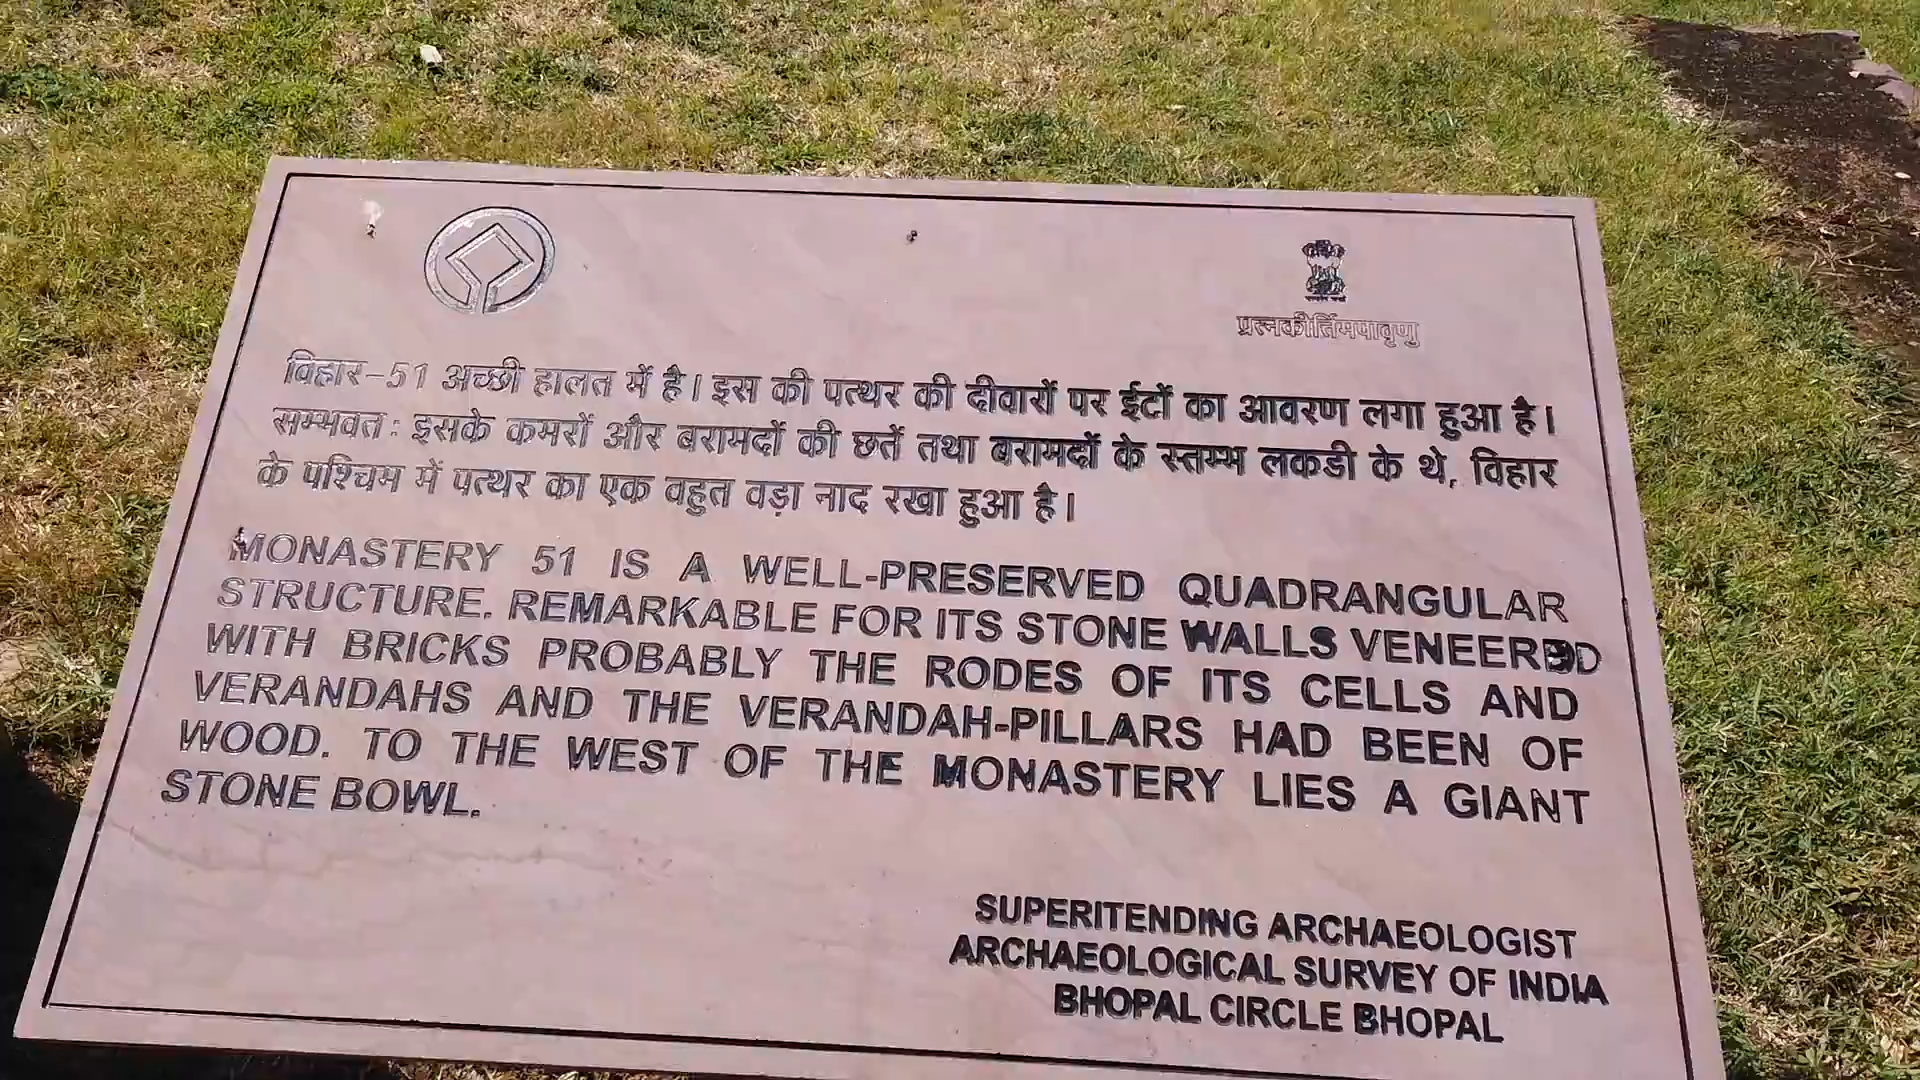 प्रत्नकीर्तिमपावृणु
विहार-51 अच्छी हालत में है। इस की पत्थर की दीवारों पर ईटों का आवरण लगा हुआ है।
सम्भवत: इसके कमरों और बरामदों की छतें तथा बरामदों के स्तम्भ लकडी के थे, विहार
के पश्चिम में पत्थर का एक वहुत वड़ा नाद रखा हुआ है।
MONASTERY 51 IS A WELL-PRESERVED QUADRANGULAR
STRUCTURE. REMARKABLE FOR ITS STONE WALLS VENEERED
WITH BRICKS PROBABLY THE RODES OF ITS CELLS AND
VERANDAHS AND THE VERANDAH-PILLARS HAD BEEN OF
WOOD. TO THE WEST OF THE MONASTERY LIES A GIANT
STONE BOWL.
SUPERITENDING ARCHAEOLOGIST
ARCHAEOLOGICAL SURVEY OF INDIA
BHOPAL CIRCLE BHOPAL